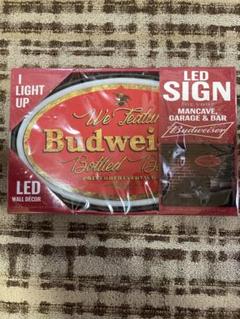 I
LIGHT
UP
LED
WALL DECOR
We Featu
Budwei
Bottled B
LED
SIGN
MANCAVE,
GARAGE & BAR
Budweiser